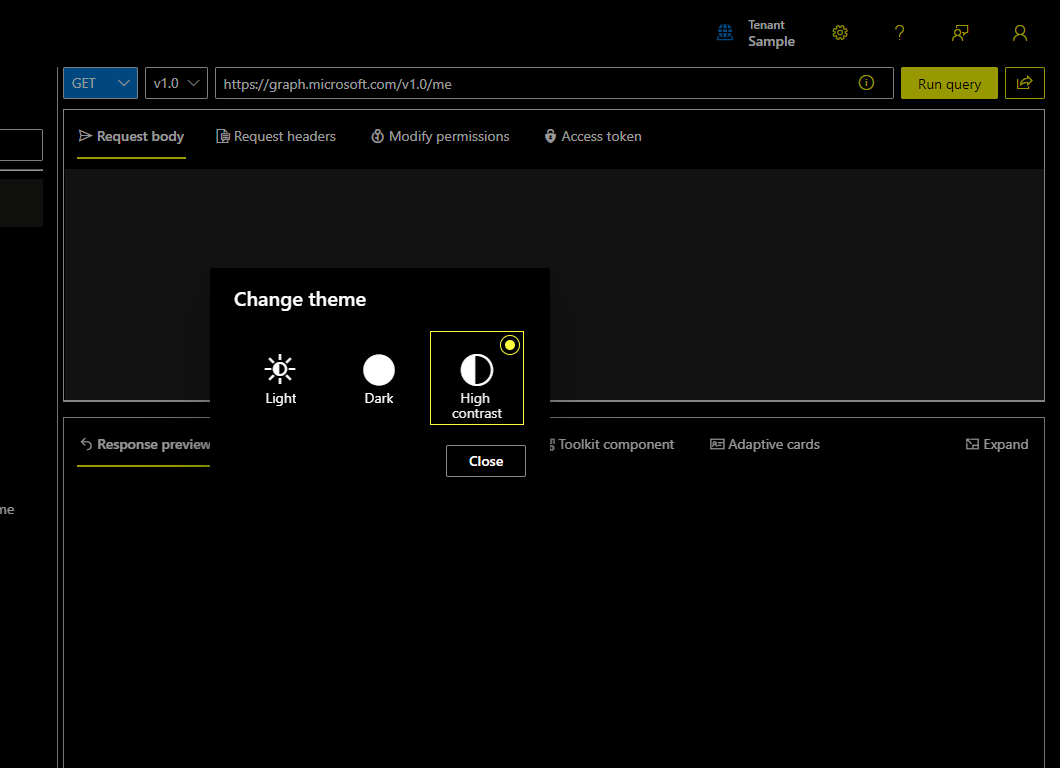 Tenant
Sample
GET
v1.0
https://graph.microsoft.com/v1.0/me
Run query
Request body
Request headers
Modify permissions
Access token
Change theme
Light
Dark
High
contrast
Close
Response preview
Toolkit component
Adaptive cards
Expand
me